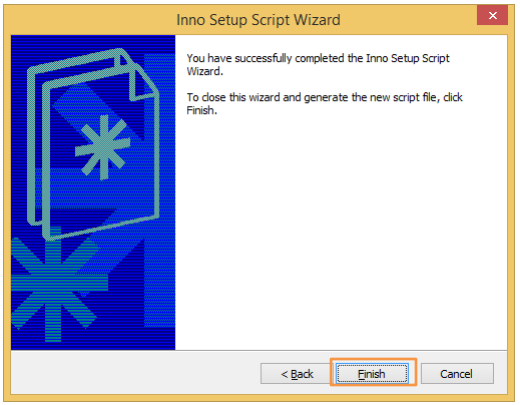 Inno Setup Script Wizard
You have successfully completed the Inno Setup Script
Wizard.
To close this wizard and generate the new script file, click
Finish.
< Back
Finish
Cancel